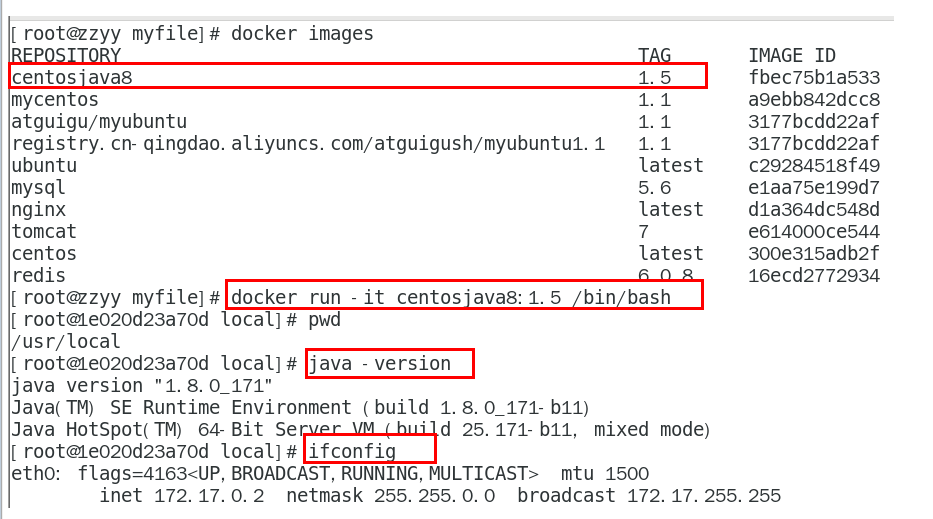 [root@zzyy myfile]# docker images
REPOSITORY TAG IMAGE ID
centosjava8 1.5 fbec75b1a533
mycentos 1.1 a9ebb842dcc8
atguigu/myubuntu 1.1 3177bcdd22af
registry.cn-qingdao.aliyuncs.com/atguigush/myubuntu1.1 1.1 3177bcdd22af
ubuntu latest c29284518f49
mysql 5.6 e1aa75e199d7
nginx latest d1a364dc548d
tomcat 7 e614000ce544
centos latest 300e315adb2f
redis 6.0.8 16ecd2772934
[root@zzyy myfile]# docker run -it centosjava8:1.5 /bin/bash
[root@1e020d23a70d local]# pwd
/usr/local
[root@1e020d23a70d local]# java -version
java version "1.8.0_171"
Java(TM) SE Runtime Environment (build 1.8.0_171-b11)
Java HotSpot(TM) 64-Bit Server VM (build 25.171-b11, mixed mode)
[root@1e020d23a70d local]# ifconfig
eth0: flags=4163<UP,BROADCAST,RUNNING,MULTICAST> mtu 1500
inet 172.17.0.2 netmask 255.255.0.0 broadcast 172.17.255.255